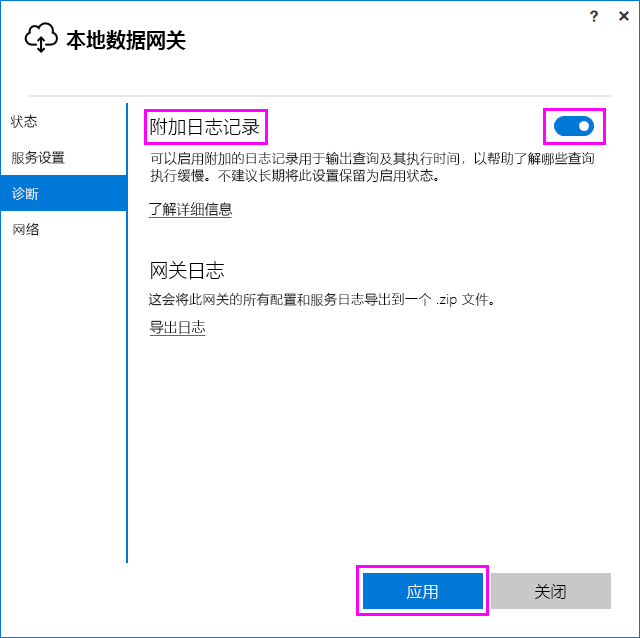 ? ×
本地数据网关
状态
服务设置
诊断
网络
附加日志记录
可以启用附加的日志记录用于输出查询及其执行时间，以帮助了解哪些查询
执行缓慢。不建议长期将此设置保留为启用状态。
了解详细信息
网关日志
这会将此网关的所有配置和服务日志导出到一个 .zip 文件。
导出日志
应用
关闭